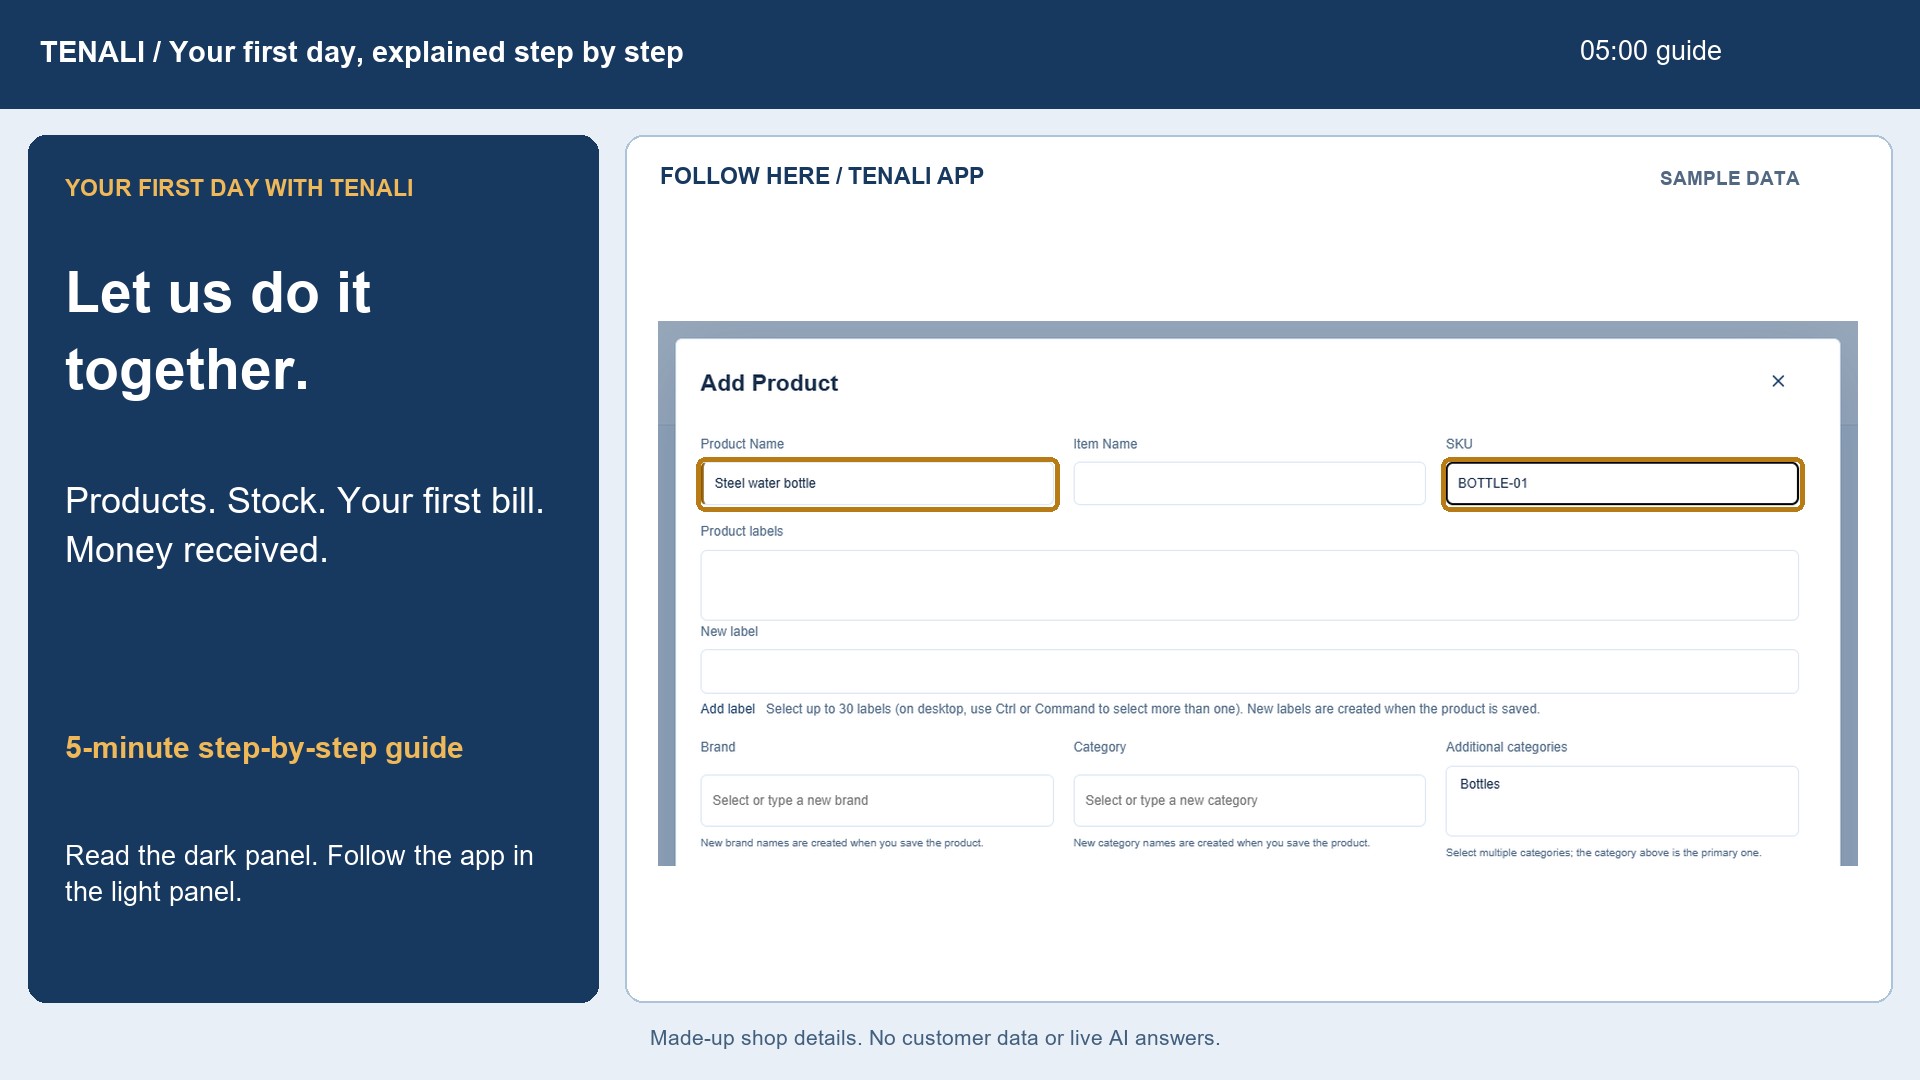 TENALI / Your first day, explained step by step
05:00 guide
YOUR FIRST DAY WITH TENALI
Let us do it
together.
Products. Stock. Your first bill.
Money received.
5-minute step-by-step guide
Read the dark panel. Follow the app in
the light panel.
FOLLOW HERE / TENALI APP
SAMPLE DATA
Add Product
Product Name
Item Name
SKU
Steel water bottle
BOTTLE-01
Product labels
New label
Add label Select up to 30 labels (on desktop, use Ctrl or Command to select more than one). New labels are created when the product is saved.
Brand
Category
Additional categories
Select or type a new brand
Select or type a new category
Bottles
New brand names are created when you save the product.
New category names are created when you save the product.
Select multiple categories; the category above is the primary one.
Made-up shop details. No customer data or live AI answers.